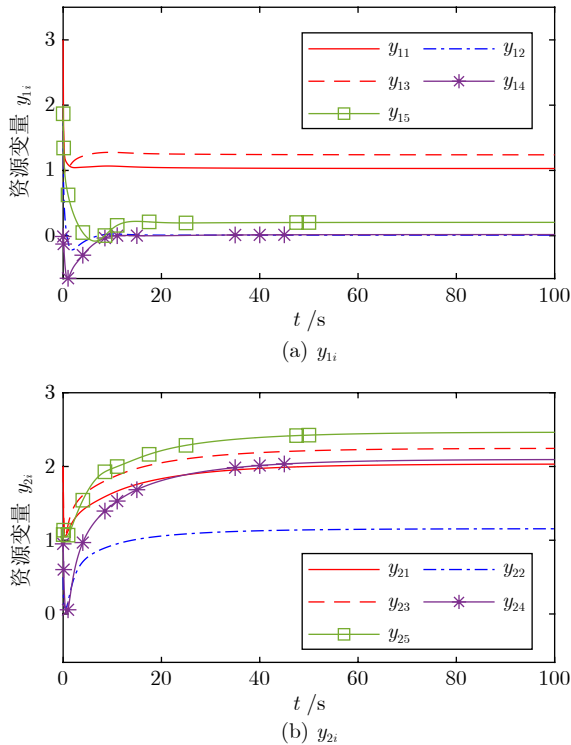 3
2
1
0
资源变量 y₁ᵢ
y₁₁ y₁₂
y₁₃ y₁₄
y₁₅
0 20 40 60 80 100
t /s
(a) y₁ᵢ
3
2
1
0
资源变量 y₂ᵢ
y₂₁ y₂₂
y₂₃ y₂₄
y₂₅
0 20 40 60 80 100
t /s
(b) y₂ᵢ